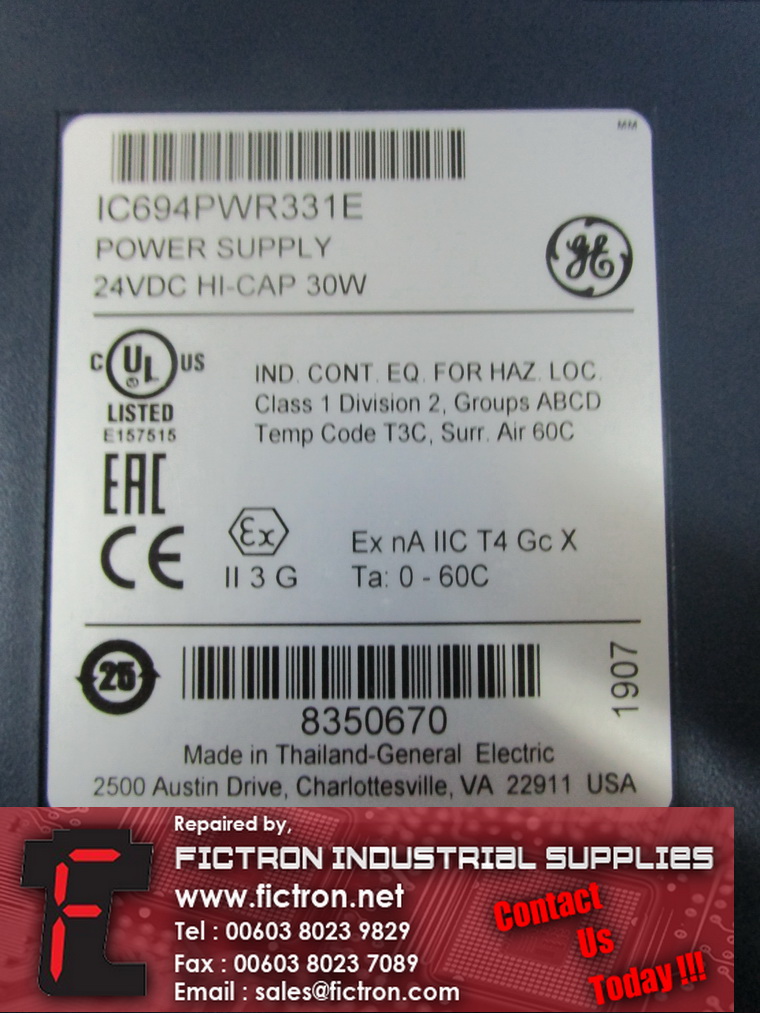 MM
IC694PWR331E
POWER SUPPLY
24VDC HI-CAP 30W
GE
C UL US
LISTED
E157515
IND. CONT. EQ. FOR HAZ. LOC.
Class 1 Division 2, Groups ABCD
Temp Code T3C, Surr. Air 60C
EAC
CE
Ex
II 3 G
Ex nA IIC T4 Gc X
Ta: 0 - 60C
25
8350670
1907
Made in Thailand-General Electric
2500 Austin Drive, Charlottesville, VA 22911 USA
Repaired by,
FICTRON INDUSTRIAL SUPPLIES
www.fictron.net
Tel : 00603 8023 9829
Fax : 00603 8023 7089
Email : sales@fictron.com
Contact
Us
Today !!!